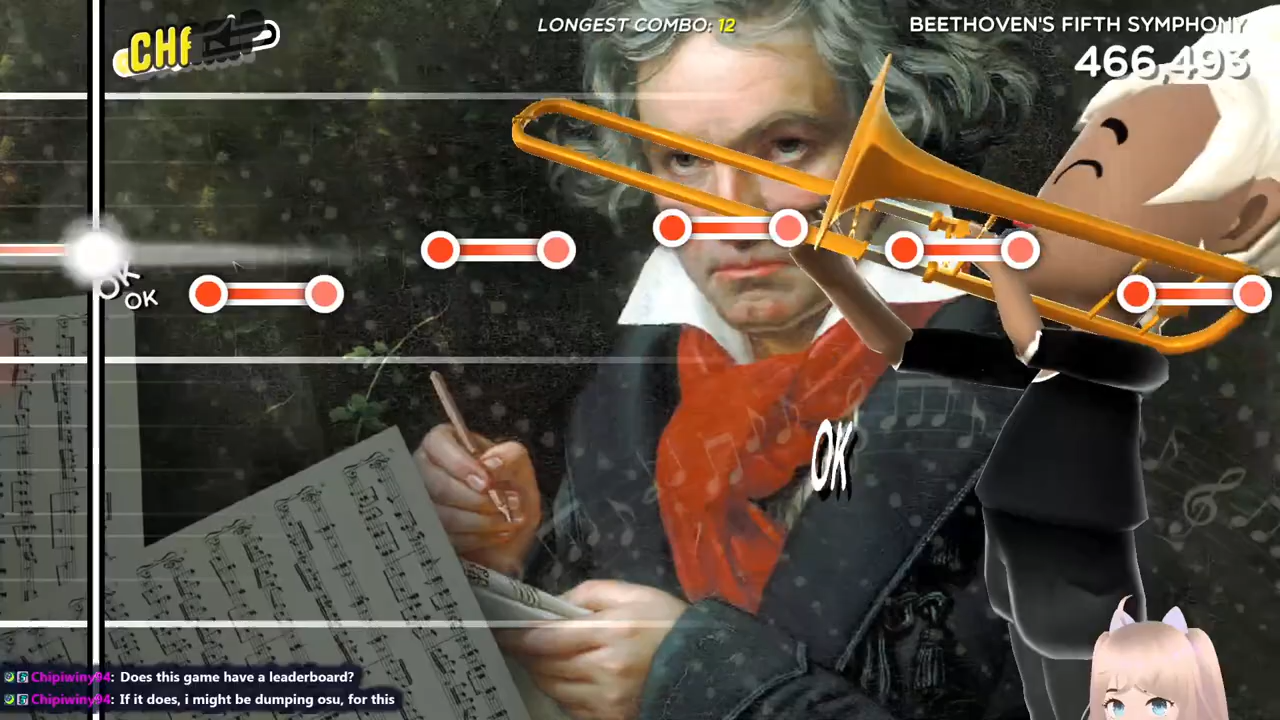 LONGEST COMBO: 12
BEETHOVEN'S FIFTH SYMPHONY
466,493
OK
OK
OK
Chipiwiny94: Does this game have a leaderboard?
Chipiwiny94: If it does, i might be dumping osu, for this